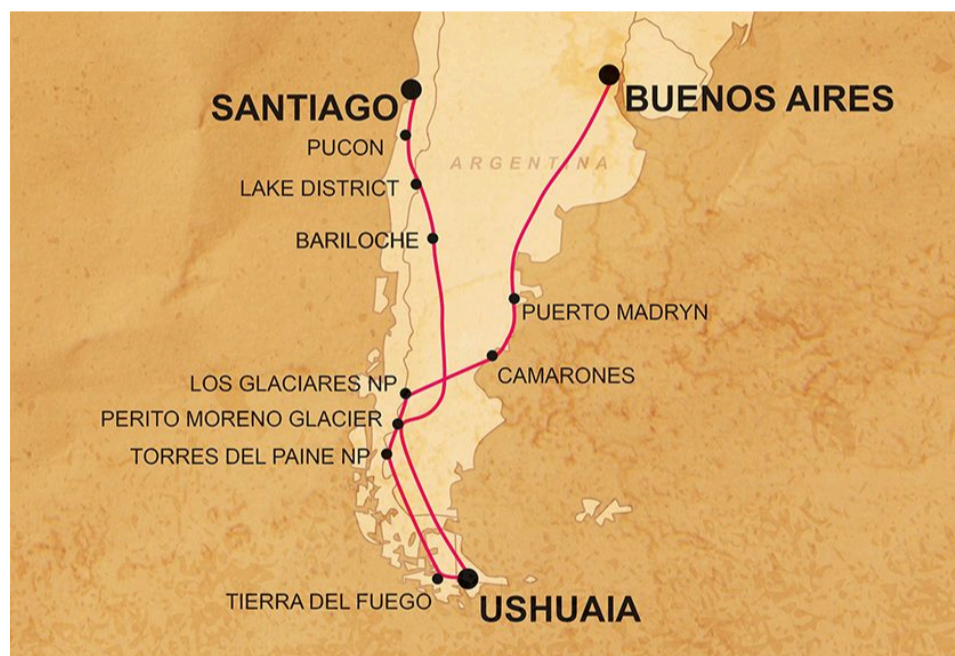 SANTIAGO
BUENOS AIRES
PUCON
ARGENTINA
LAKE DISTRICT
BARILOCHE
PUERTO MADRYN
CAMARONES
LOS GLACIARES NP
PERITO MORENO GLACIER
TORRES DEL PAINE NP
TIERRA DEL FUEGO
USHUAIA